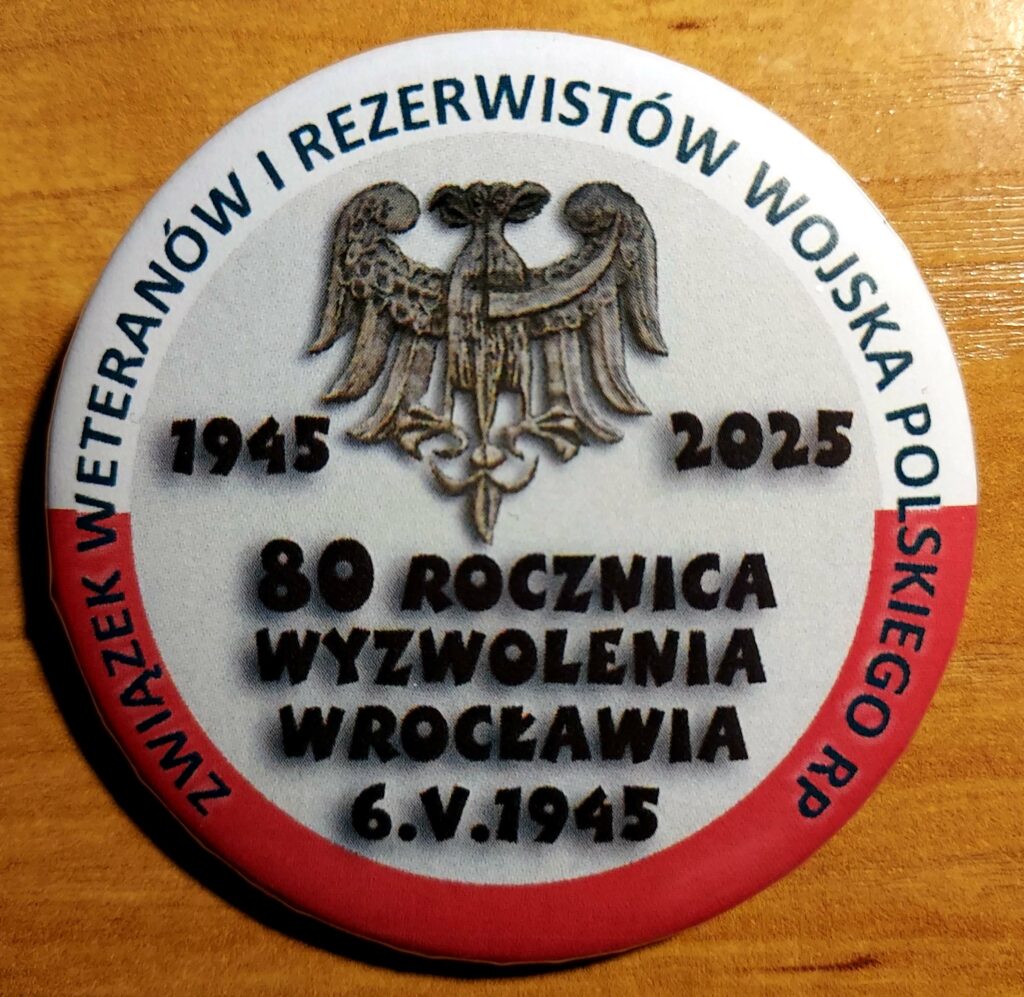 ZWIĄZEK WETERANÓW I REZERWISTÓW WOJSKA POLSKIEGO RP
1945 2025
80 ROCZNICA
WYZWOLENIA
WROCŁAWIA
6.V.1945